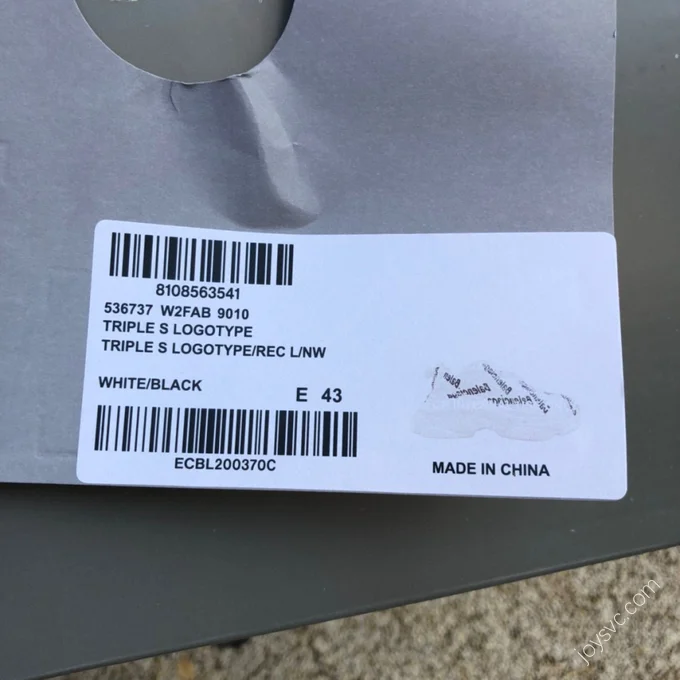 8108563541
536737 W2FAB 9010
TRIPLE S LOGOTYPE
TRIPLE S LOGOTYPE/REC L/NW
WHITE/BLACK E 43
ECBL200370C
MADE IN CHINA
joysvc.com